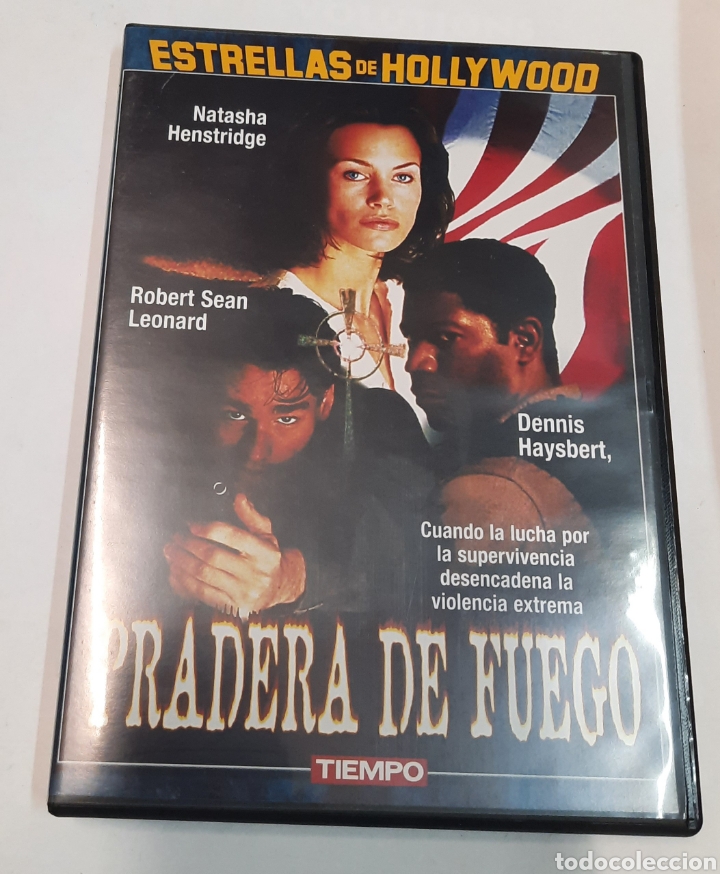 ESTRELLAS DE HOLLYWOOD
Natasha
Henstridge
Robert Sean
Leonard
Dennis
Haysbert,
Cuando la lucha por
la supervivencia
desencadena la
violencia extrema
PRADERA DE FUEGO
TIEMPO
todocoleccion